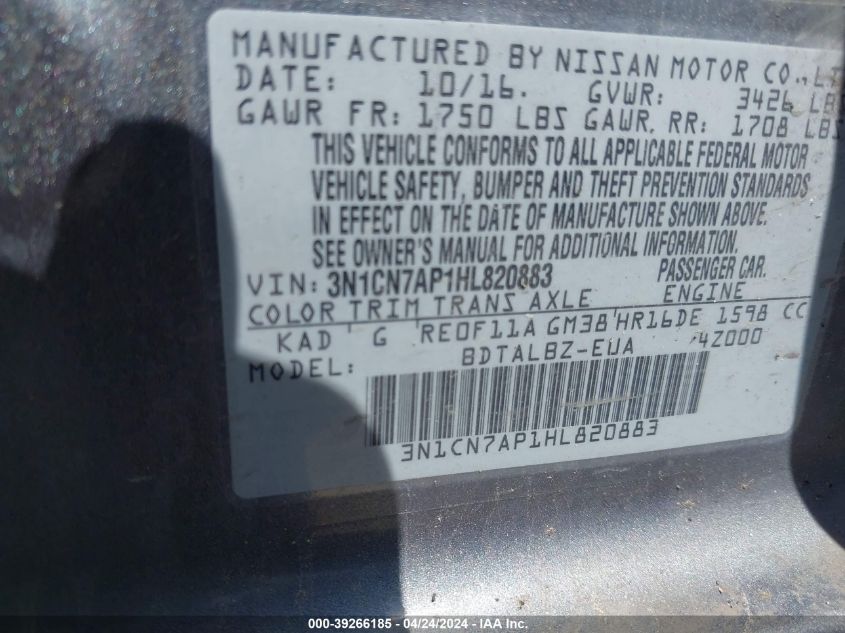 MANUFACTURED BY NISSAN MOTOR CO., LT
DATE: 10/16. GVWR: 3426 LBS
GAWR FR: 1750 LBS GAWR. RR: 1708 LBS
THIS VEHICLE CONFORMS TO ALL APPLICABLE FEDERAL MOTOR
VEHICLE SAFETY, BUMPER AND THEFT PREVENTION STANDARDS
IN EFFECT ON THE DATE OF MANUFACTURE SHOWN ABOVE.
SEE OWNER'S MANUAL FOR ADDITIONAL INFORMATION.
VIN: 3N1CN7AP1HL820883 PASSENGER CAR.
COLOR TRIM TRANS AXLE ENGINE
KAD G RE0F11A GM38 HR16DE 1598 CC
MODEL: BDTALBZ-EUA 4Z000
3N1CN7AP1HL820883
000-39266185 - 04/24/2024 - IAA, Inc.